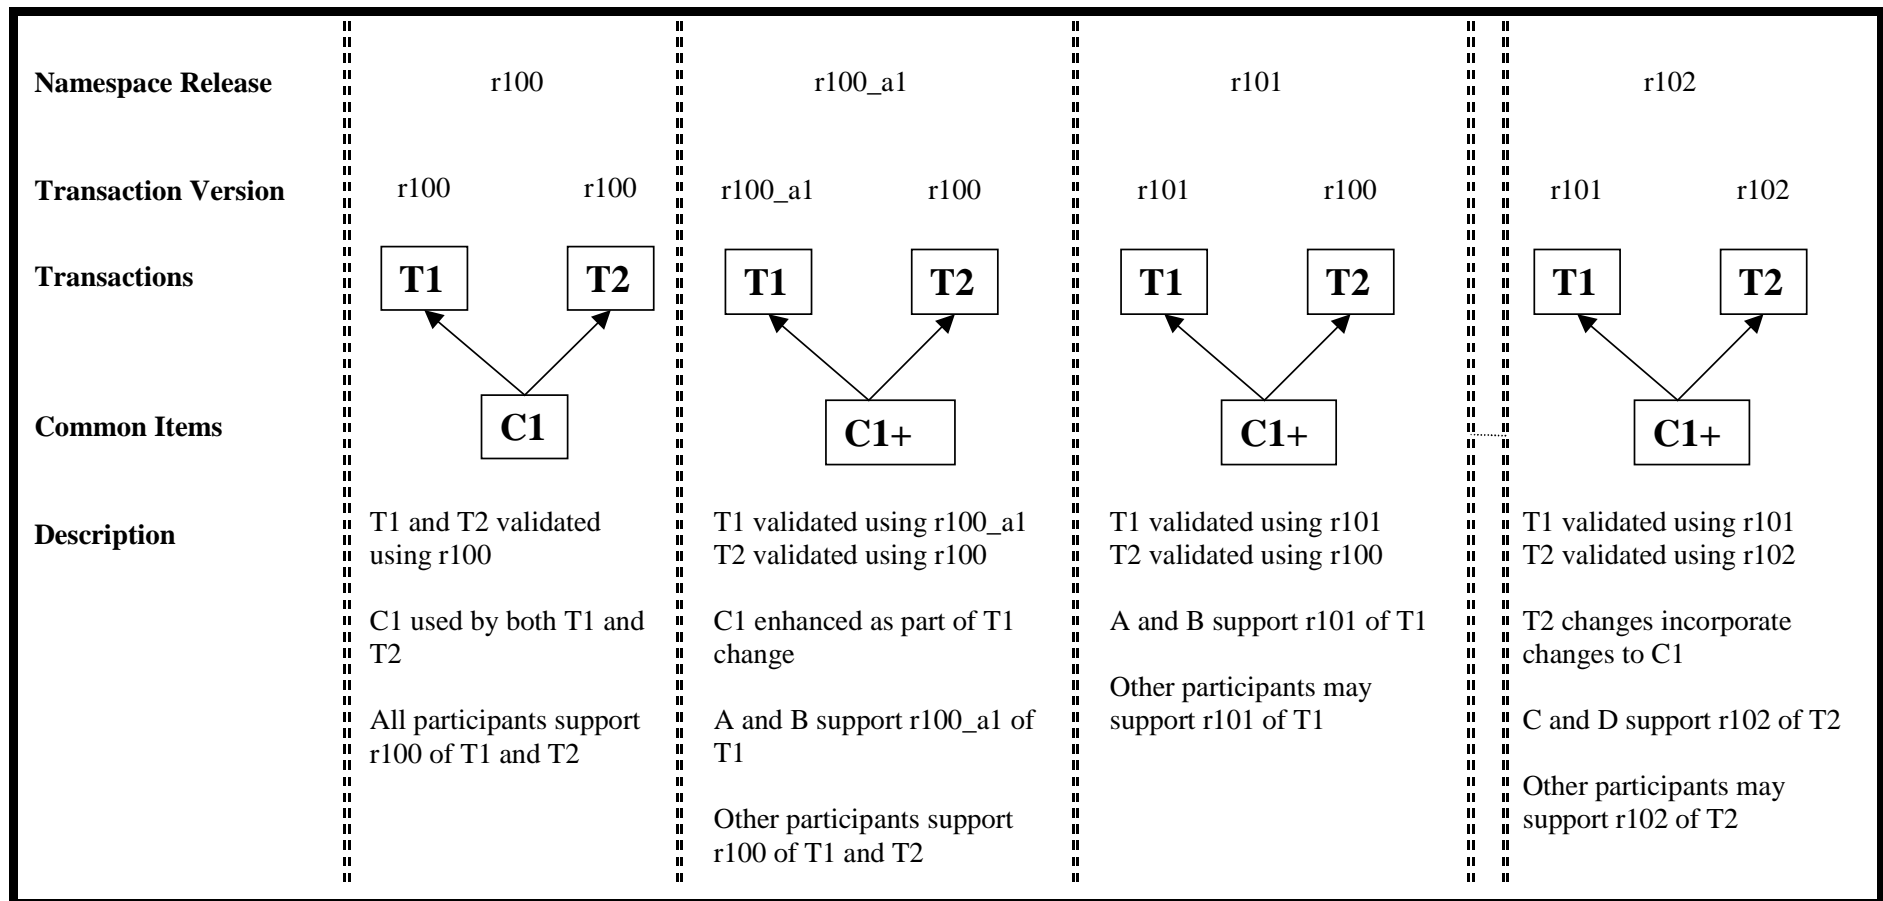 Namespace Release r100 r100_a1 r101 r102
Transaction Version r100 r100 r100_a1 r100 r101 r100 r101 r102
Transactions T1 T2 T1 T2 T1 T2 T1 T2
Common Items C1 C1+ C1+ C1+
Description
T1 and T2 validated
using r100
C1 used by both T1 and
T2
All participants support
r100 of T1 and T2
T1 validated using r100_a1
T2 validated using r100
C1 enhanced as part of T1
change
A and B support r100_a1 of
T1
Other participants support
r100 of T1 and T2
T1 validated using r101
T2 validated using r100
A and B support r101 of T1
Other participants may
support r101 of T1
T1 validated using r101
T2 validated using r102
T2 changes incorporate
changes to C1
C and D support r102 of T2
Other participants may
support r102 of T2